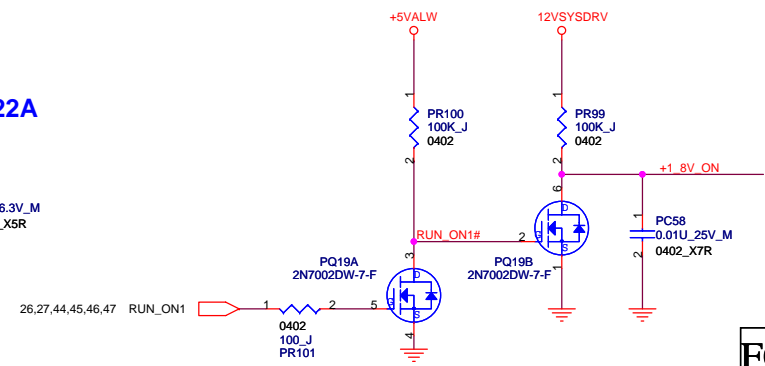 +5VALW
12VSYSDRV
22A
1
1
PR100
100K_J
0402
PR99
100K_J
0402
2
2
+1_8V_ON
6
6.3V_M
_X5R
D
G
S
1
PC58
0.01U_25V_M
0402_X7R
2
RUN_ON1#
2
3
1
PQ19A
2N7002DW-7-F
PQ19B
2N7002DW-7-F
D
G
S
26,27,44,45,46,47 RUN_ON1
1
2
5
0402
100_J
PR101
4